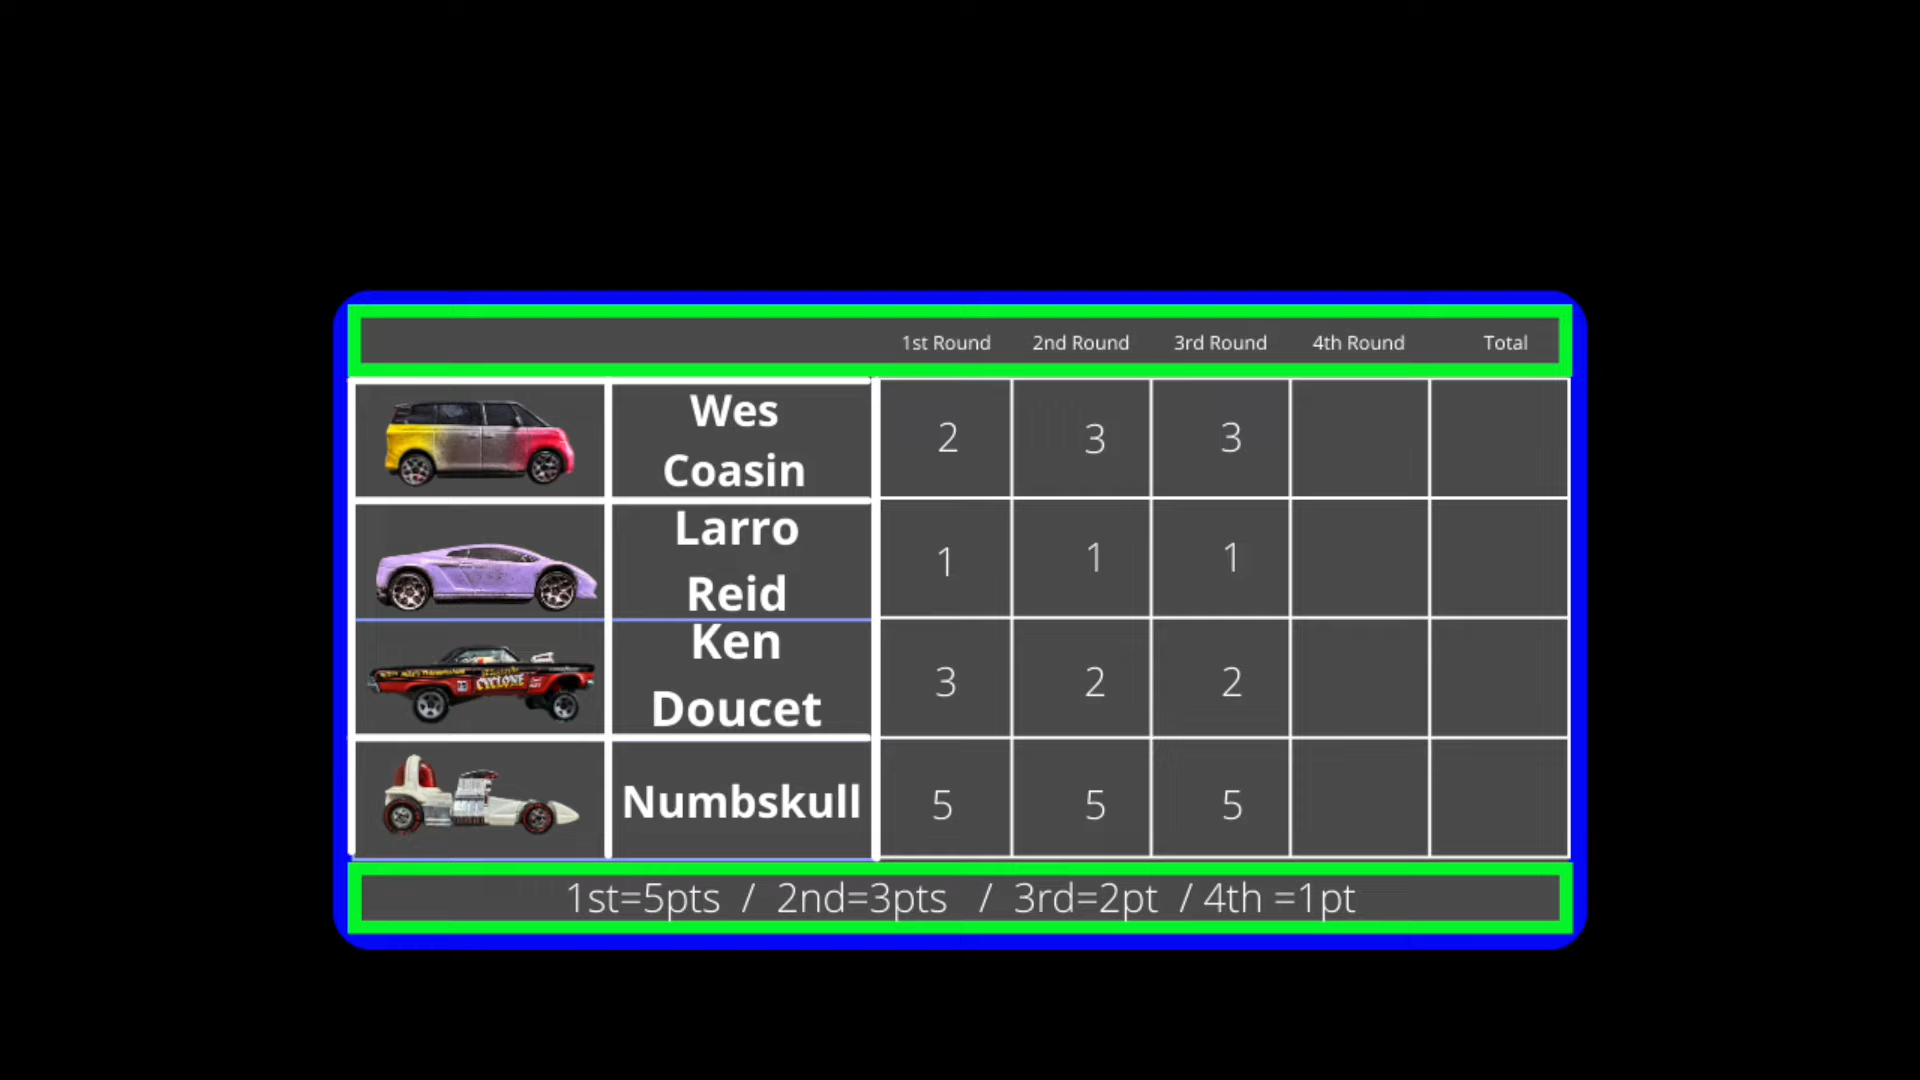 1st Round 2nd Round 3rd Round 4th Round Total
Wes
Coasin
2 3 3
Larro
Reid
1 1 1
Ken
Doucet
3 2 2
CYCLONE
Numbskull
5 5 5
1st=5pts / 2nd=3pts / 3rd=2pt / 4th =1pt